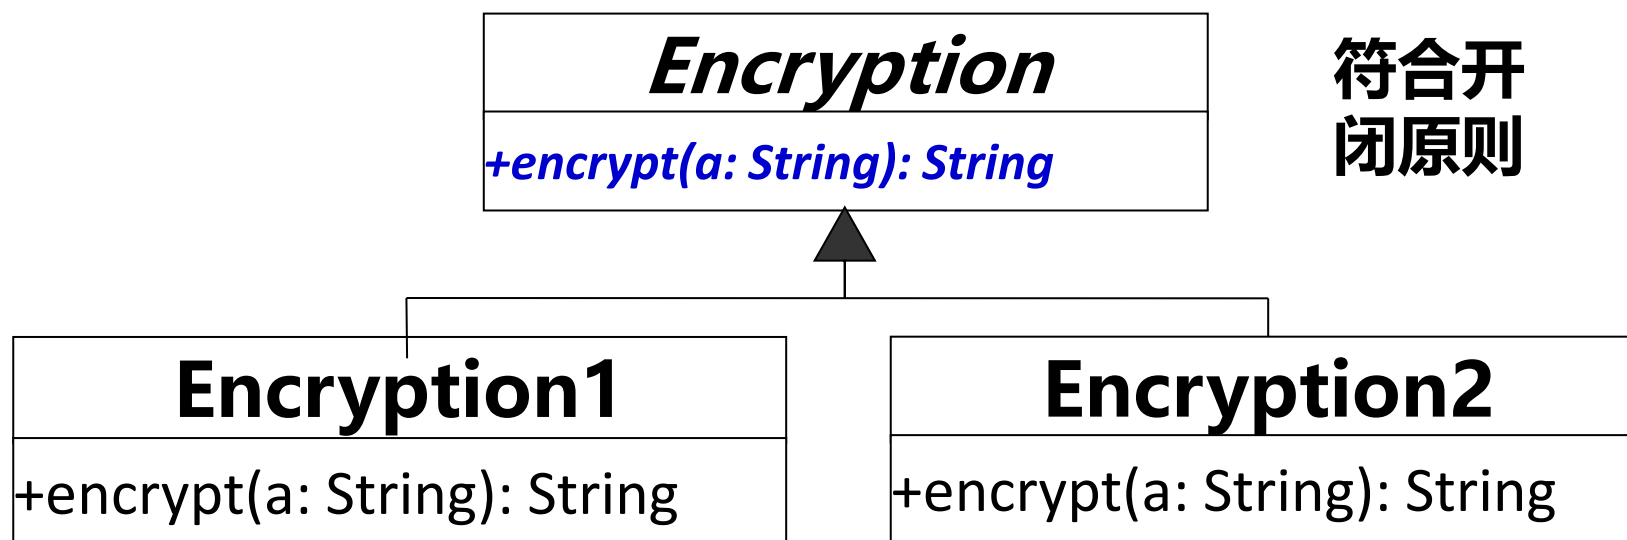 Encryption
+encrypt(a: String): String
符合开
闭原则
Encryption1
+encrypt(a: String): String
Encryption2
+encrypt(a: String): String